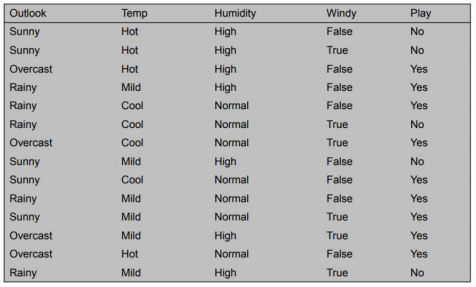 Outlook Temp Humidity Windy Play
Sunny Hot High False No
Sunny Hot High True No
Overcast Hot High False Yes
Rainy Mild High False Yes
Rainy Cool Normal False Yes
Rainy Cool Normal True No
Overcast Cool Normal True Yes
Sunny Mild High False No
Sunny Cool Normal False Yes
Rainy Mild Normal False Yes
Sunny Mild Normal True Yes
Overcast Mild High True Yes
Overcast Hot Normal False Yes
Rainy Mild High True No